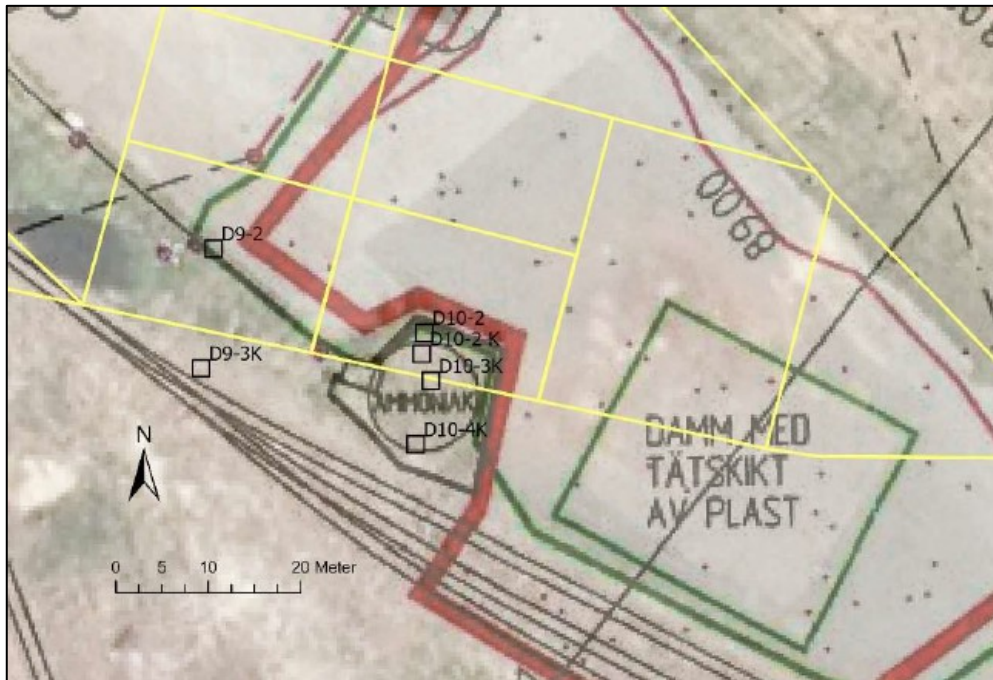 0068
D9-2
D10-2
D10-2-K
D9-3K
D10-3K
AMMONIAK
D10-4K
DAMM MED
TÄTSKIKT
AV PLAST
N
0 5 10 20 Meter